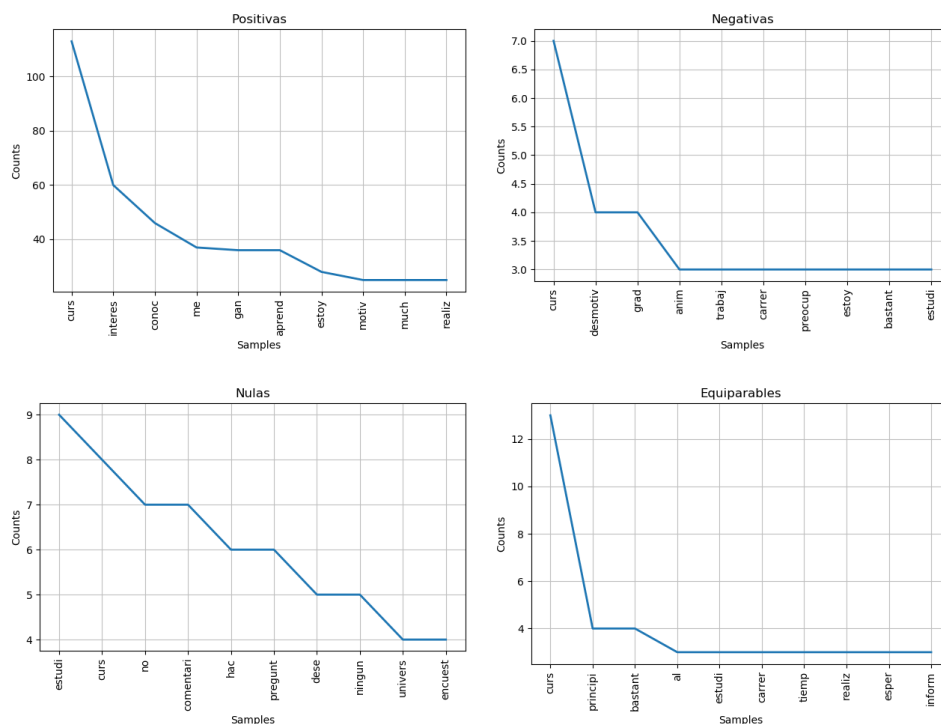 Positivas
Counts
100
80
60
40
curs
interes
conoc
me
gan
aprend
estoy
motiv
much
realiz
Samples
Negativas
Counts
7.0
6.5
6.0
5.5
5.0
4.5
4.0
3.5
3.0
curs
desmotiv
grad
anim
trabaj
carrer
preocup
estoy
bastant
estudi
Samples
Nulas
Counts
9
8
7
6
5
4
estudi
curs
no
comentari
hac
pregunt
dese
ningun
univers
encuest
Samples
Equiparables
Counts
12
10
8
6
4
curs
principi
bastant
al
estudi
carrer
tiemp
realiz
esper
inform
Samples